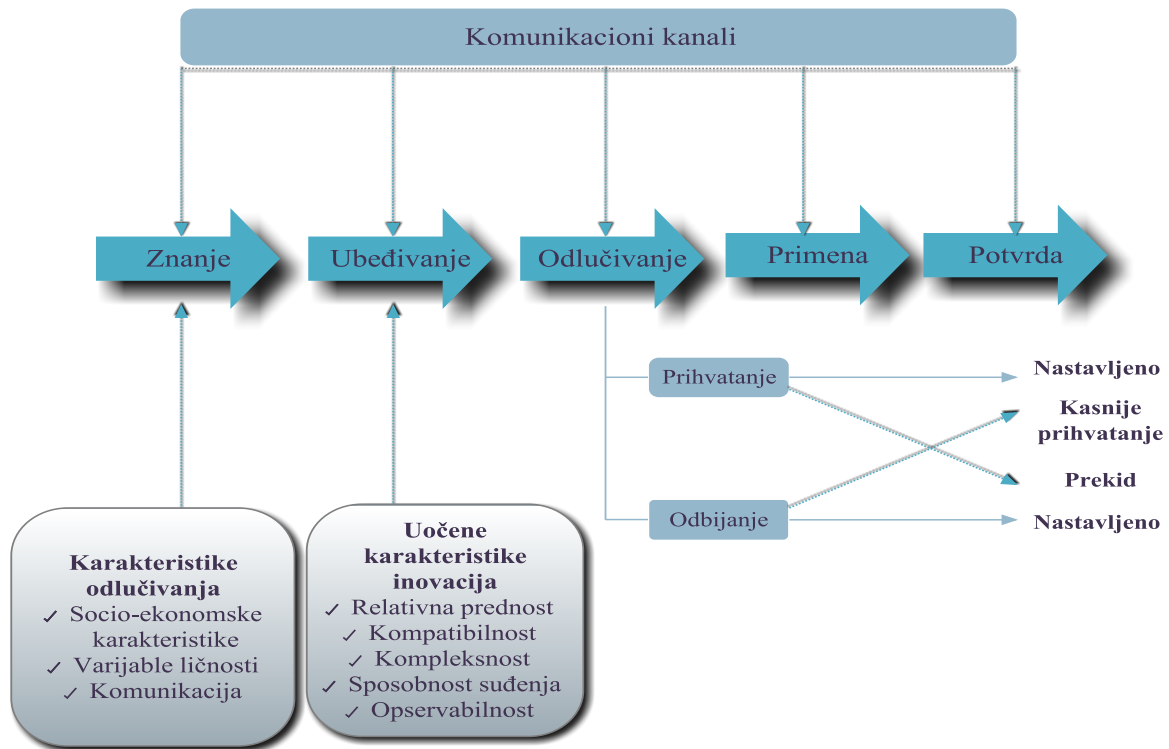 Komunikacioni kanali
Znanje
Ubeđivanje
Odlučivanje
Primena
Potvrda
Prihvatanje
Nastavljeno
Kasnije
prihvatanje
Prekid
Odbijanje
Nastavljeno
Karakteristike
odlučivanja
✓ Socio-ekonomske
karakteristike
✓ Varijable ličnosti
✓ Komunikacija
Uočene
karakteristike
inovacija
✓ Relativna prednost
✓ Kompatibilnost
✓ Kompleksnost
✓ Sposobnost suđenja
✓ Opservabilnost